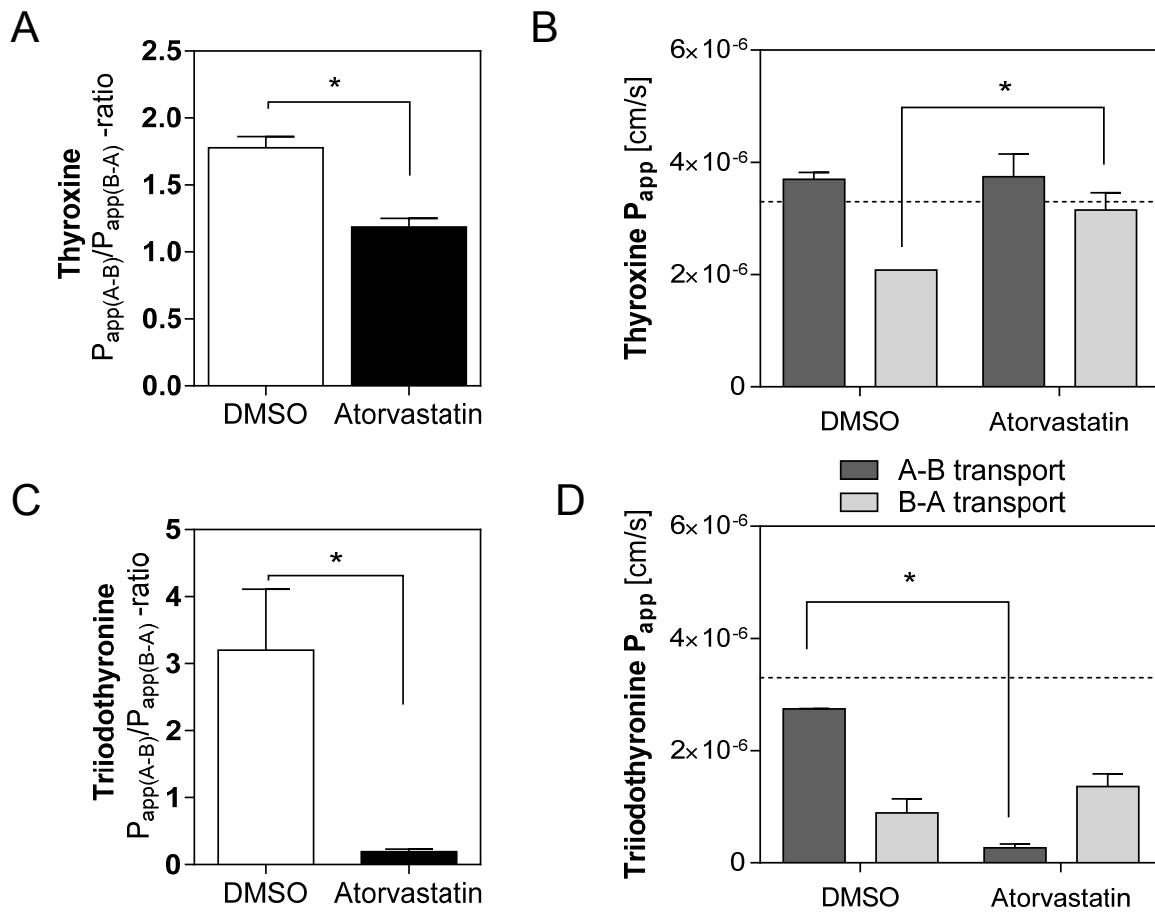 A
Thyroxine
Papp(A-B)/Papp(B-A) -ratio
2.5
2.0
1.5
1.0
0.5
0.0
*
DMSO
Atorvastatin
B
Thyroxine Papp [cm/s]
6×10-6
4×10-6
2×10-6
0
*
DMSO
Atorvastatin
A-B transport
B-A transport
C
Triiodothyronine
Papp(A-B)/Papp(B-A) -ratio
5
4
3
2
1
0
*
DMSO
Atorvastatin
D
Triiodothyronine Papp [cm/s]
6×10-6
4×10-6
2×10-6
0
*
DMSO
Atorvastatin